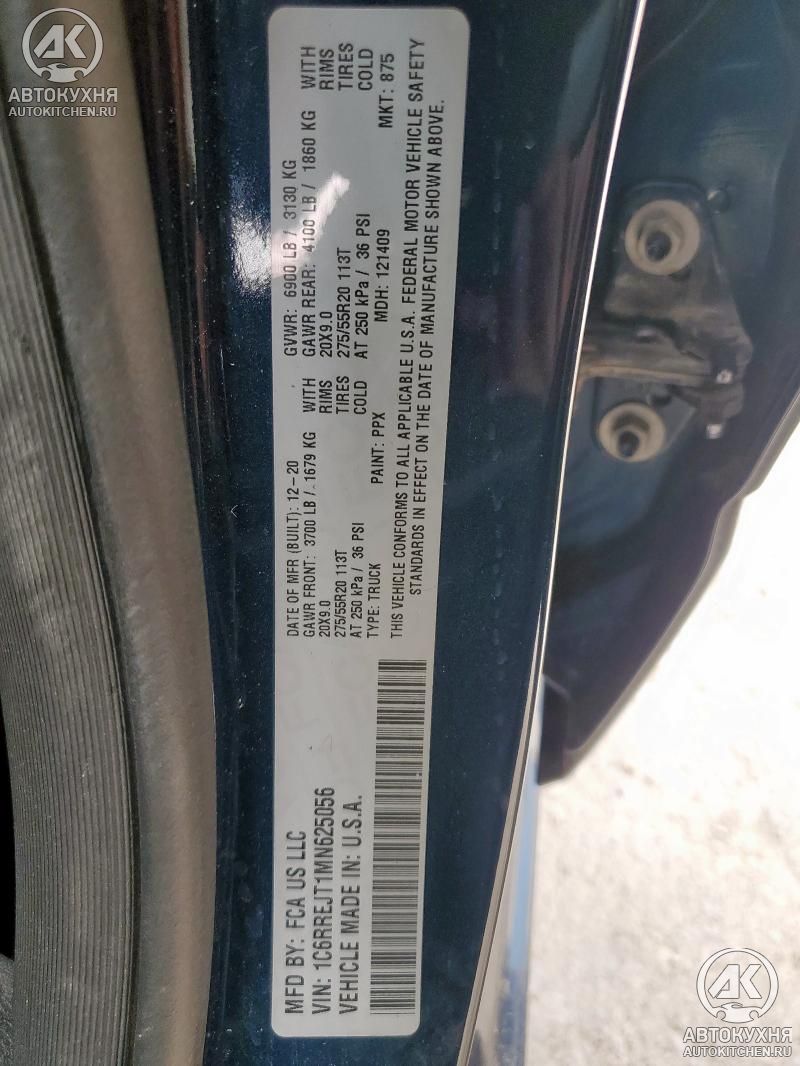 MFD BY: FCA US LLC
VIN: 1C6RREJT1MN625056
VEHICLE MADE IN: U.S.A.
DATE OF MFR (BUILT): 12-20
GAWR FRONT: 3700 LB / 1679 KG WITH
20X9.0 RIMS
275/55R20 113T TIRES
AT 250 kPa / 36 PSI COLD
TYPE: TRUCK PAINT: PPX
GVWR: 6900 LB / 3130 KG
GAWR REAR: 4100 LB / 1860 KG WITH
20X9.0 RIMS
275/55R20 113T TIRES
AT 250 kPa / 36 PSI COLD
MDH: 121409 MKT: 875
THIS VEHICLE CONFORMS TO ALL APPLICABLE U.S.A. FEDERAL MOTOR VEHICLE SAFETY
STANDARDS IN EFFECT ON THE DATE OF MANUFACTURE SHOWN ABOVE.
АК
АВТОКУХНЯ
AUTOKITCHEN.RU
АК
АВТОКУХНЯ
AUTOKITCHEN.RU